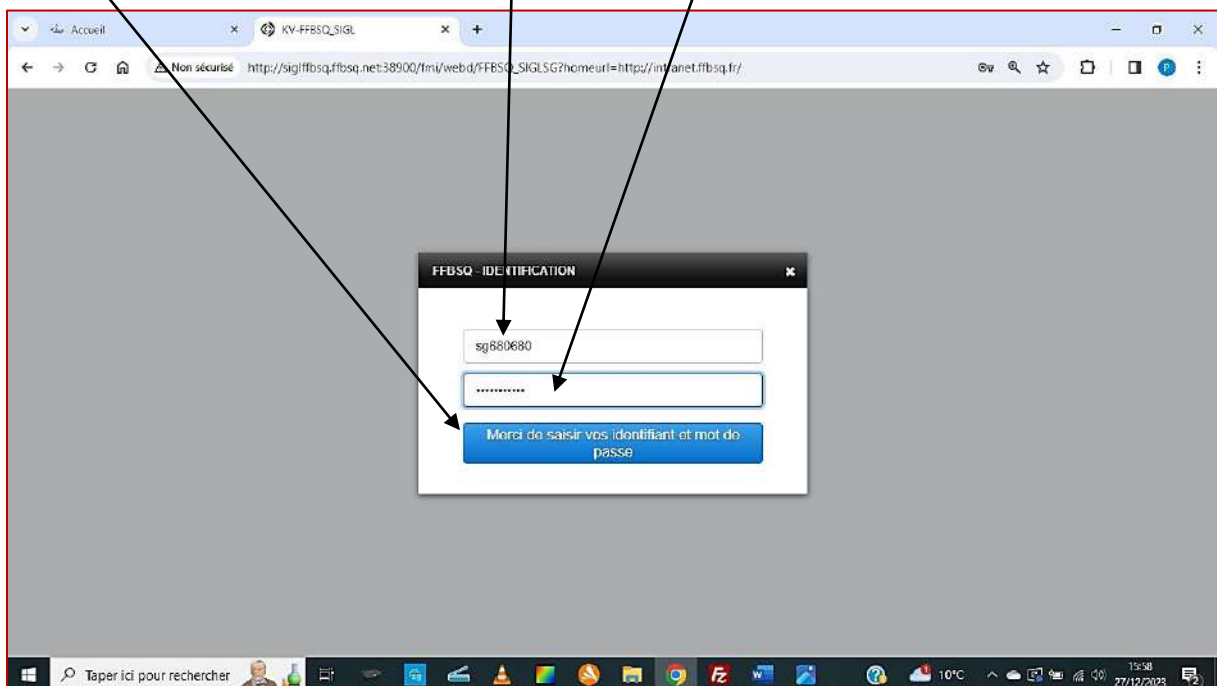 Accueil
KV-FFBSQ_SIGL
Non sécurisé
http://siglffbsq.ffbsq.net:38900/fmi/webd/FFBSQ_SIGLSG?homeurl=http://intranet.ffbsq.fr/
P
FFBSQ - IDENTIFICATION
sg680680
•••••••••••
Merci de saisir vos identifiant et mot de
passe
Taper ici pour rechercher
10°C
15:58
27/12/2023